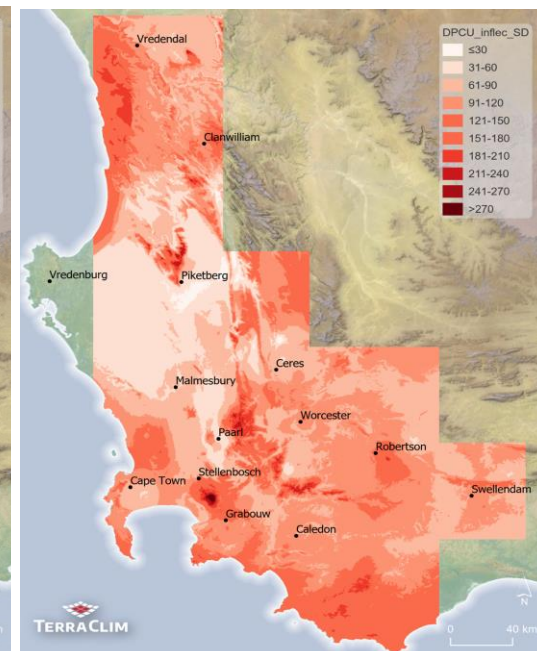 DPCU_inflec_SD
≤30
31-60
61-90
91-120
121-150
151-180
181-210
211-240
241-270
>270
Vredendal
Clanwilliam
Vredenburg
Piketberg
Ceres
Malmesbury
Worcester
Paarl
Robertson
Stellenbosch
Cape Town
Swellendam
Grabouw
Caledon
N
TERRACLIM
0 40 km